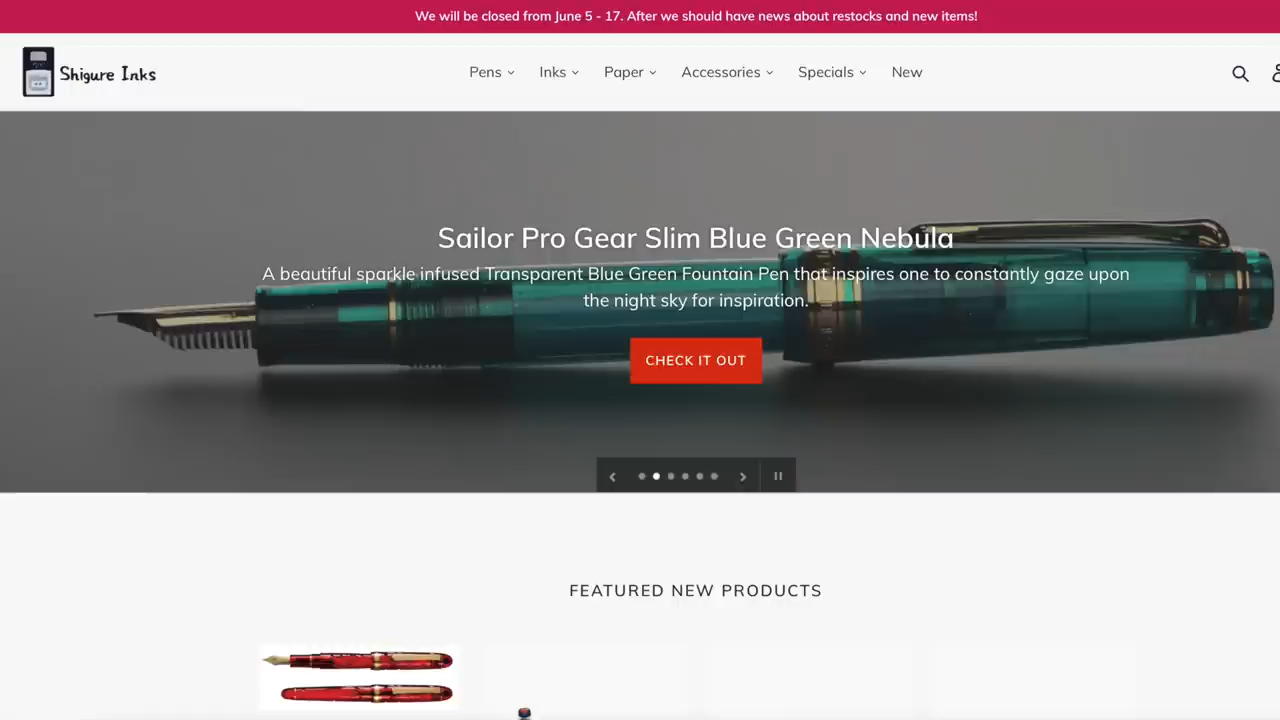 We will be closed from June 5 - 17. After we should have news about restocks and new items!
Shigure Inks
Pens
Inks
Paper
Accessories
Specials
New
Sailor Pro Gear Slim Blue Green Nebula
A beautiful sparkle infused Transparent Blue Green Fountain Pen that inspires one to constantly gaze upon
the night sky for inspiration.
CHECK IT OUT
FEATURED NEW PRODUCTS